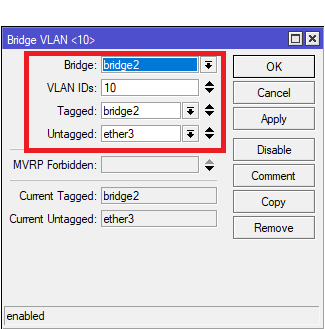 Bridge VLAN <10>
Bridge: bridge2
OK
VLAN IDs: 10
Cancel
Tagged: bridge2
Apply
Untagged: ether3
Disable
MVRP Forbidden:
Comment
Current Tagged: bridge2
Copy
Current Untagged: ether3
Remove
enabled